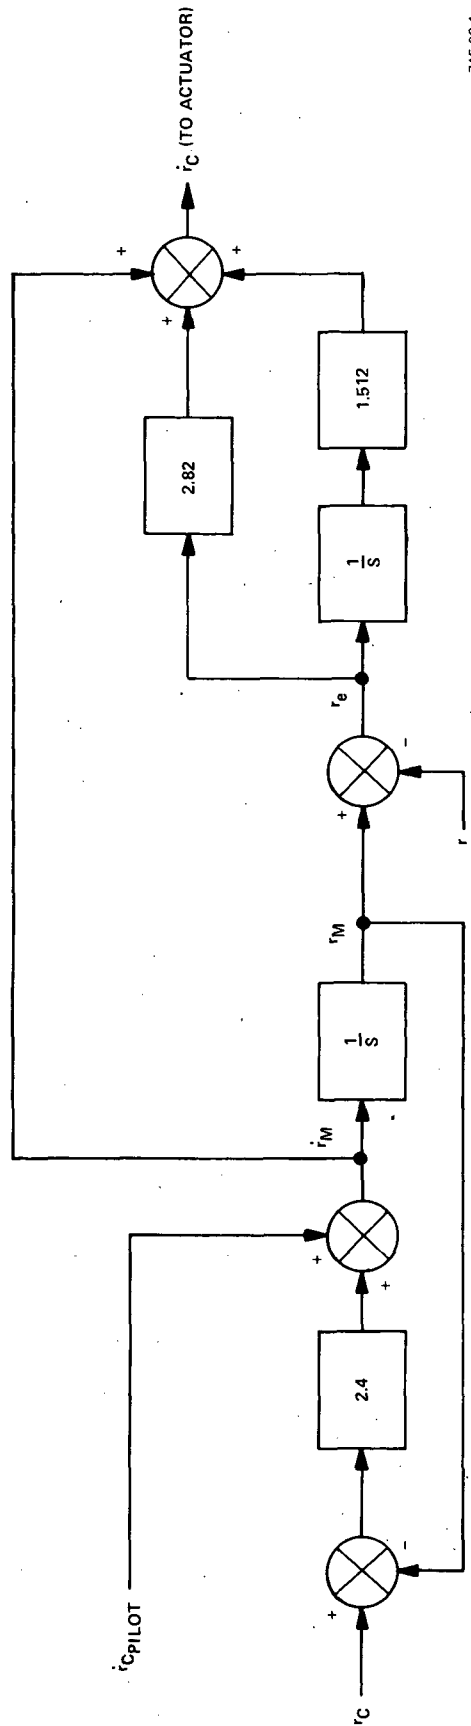 ṙC (TO ACTUATOR)
+
+
+
2.82
1.512
1/S
re
+
-
r
rM
1/S
ṙM
ṙCPILOT
+
+
2.4
+
-
rC